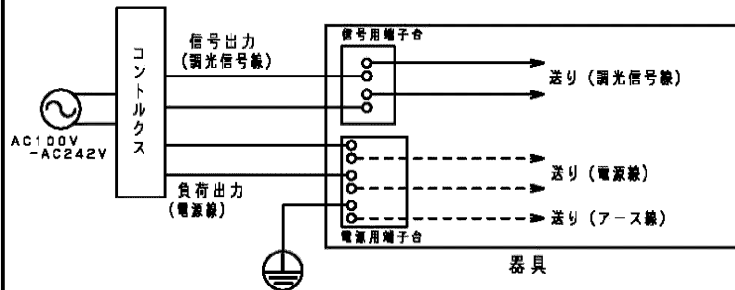 コントルクス
AC100V
-AC242V
信号出力
(調光信号線)
負荷出力
(電源線)
信号用端子台
送り (調光信号線)
送り (電源線)
送り (アース線)
電源用端子台
器具